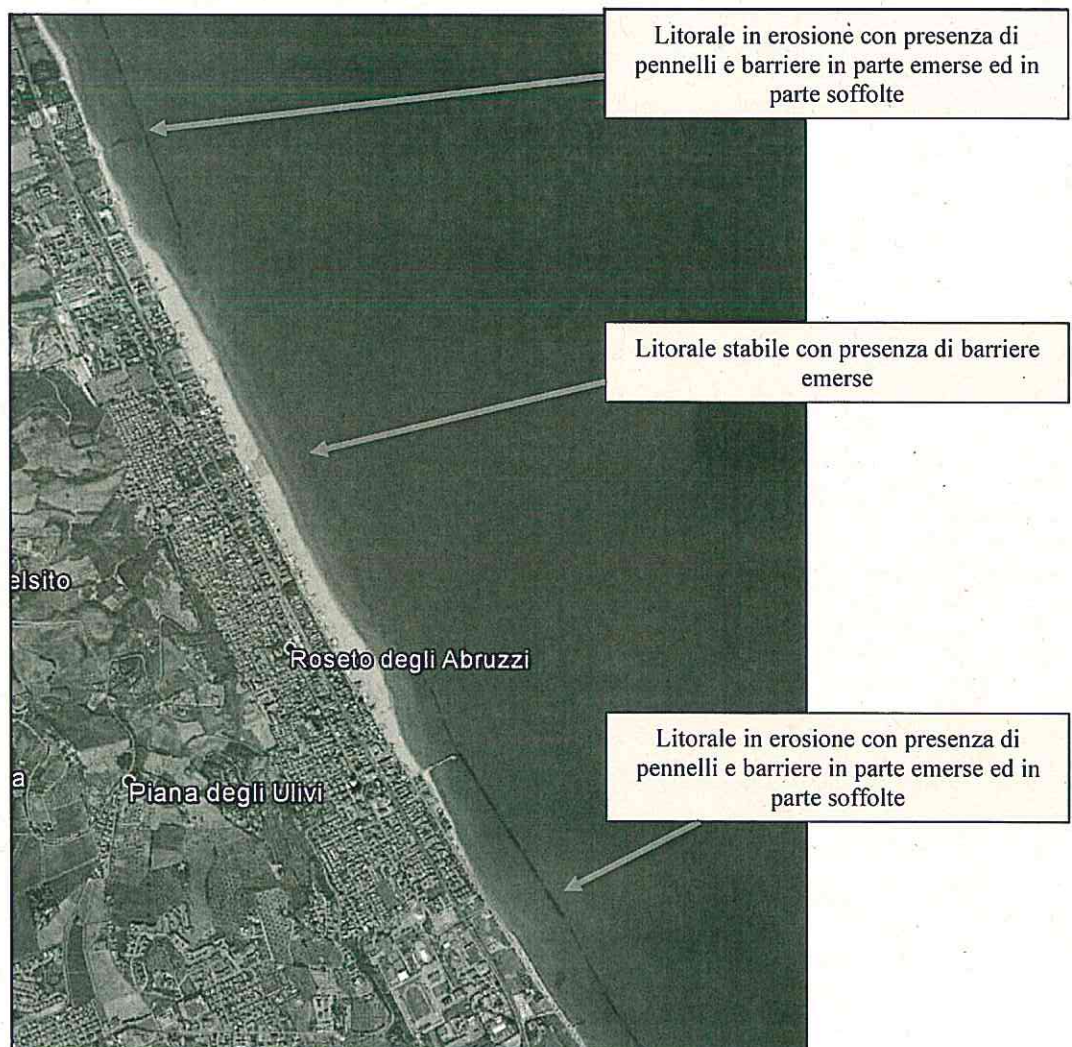 Litorale in erosione con presenza di
pennelli e barriere in parte emerse ed in
parte soffolte
Litorale stabile con presenza di barriere
emerse
elsito
Roseto degli Abruzzi
Litorale in erosione con presenza di
pennelli e barriere in parte emerse ed in
parte soffolte
a
Piana degli Ulivi